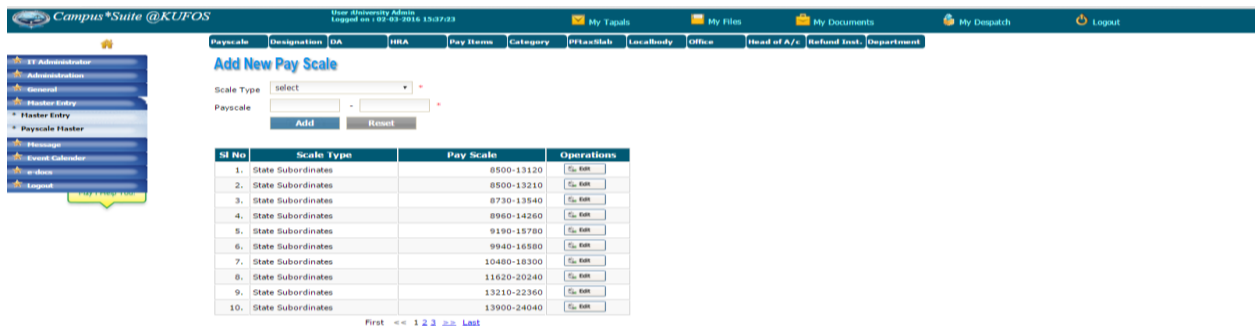 Campus*Suite @KUFOS
User :University Admin
Logged on : 02-03-2016 15:37:23
My Tapals
My Files
My Documents
My Despatch
Logout
Payscale Designation DA HRA Pay Items Category PFtaxSlab Localbody Office Head of A/c Refund Inst. Department
IT Administrator
Administration
General
Master Entry
Master Entry
Payscale Master
Message
Event Calender
e-docs
Logout
May I Help You?
Add New Pay Scale
Scale Type select *
Payscale - *
Add Reset
Sl No Scale Type Pay Scale Operations
1. State Subordinates 8500-13120 Edit
2. State Subordinates 8500-13210 Edit
3. State Subordinates 8730-13540 Edit
4. State Subordinates 8960-14260 Edit
5. State Subordinates 9190-15780 Edit
6. State Subordinates 9940-16580 Edit
7. State Subordinates 10480-18300 Edit
8. State Subordinates 11620-20240 Edit
9. State Subordinates 13210-22360 Edit
10. State Subordinates 13900-24040 Edit
First << 1 2 3 >> Last